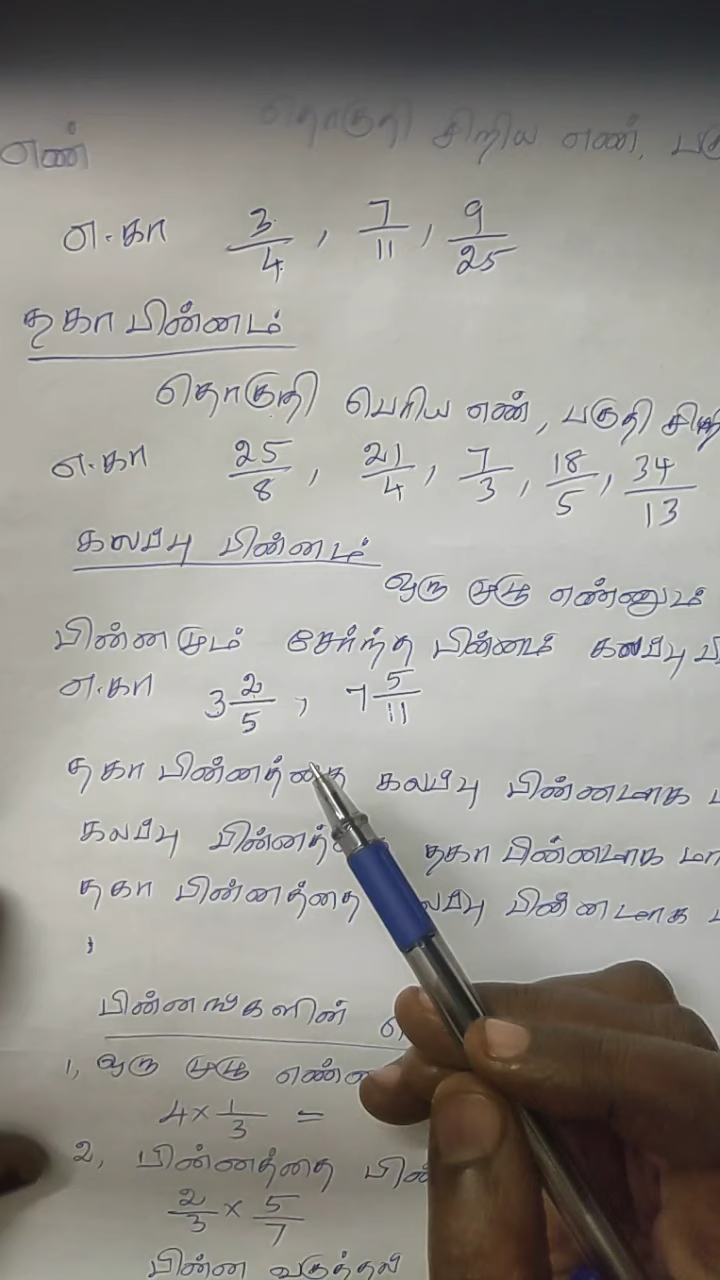 எண் தொகுதி சிறிய எண்,
எ.கா 3/4 , 7/11 , 9/25
தகா பின்னம்
தொகுதி பெரிய எண் , பகுதி
எ.கா 25/8 , 21/4 , 7/3 , 18/5 , 34/13
கலப்பு பின்னம்
ஒரு முழு எண்ணும்
பின்னமும் சேர்ந்த பின்னம் கலப்பு
எ.கா 3 2/5 , 7 5/11
தகா பின்னத்தை கலப்பு பின்னமாக
கலப்பு தகா பின்னமாக
தகா பின்னத்தை பின்னமாக
பின்னங்களின்
1, ஒரு முழு
4 × 1/3 =
2, பின்னத்தை
2/3 × 5/7
பின்ன வகுத்தல்